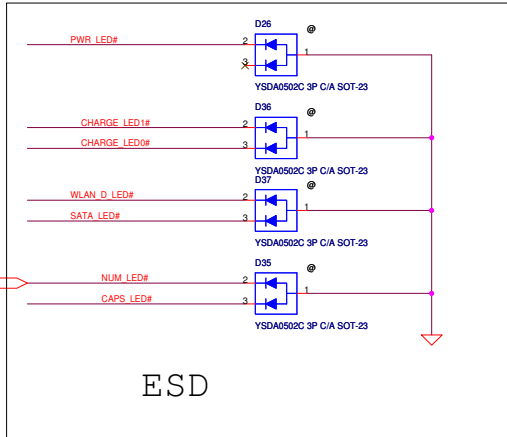 D26
@
PWR_LED#
2
1
3
YSDA0502C 3P C/A SOT-23
D36
@
CHARGE_LED1#
2
1
CHARGE_LED0#
3
YSDA0502C 3P C/A SOT-23
D37
@
WLAN_D_LED#
2
1
SATA_LED#
3
YSDA0502C 3P C/A SOT-23
D35
@
NUM_LED#
2
1
CAPS_LED#
3
YSDA0502C 3P C/A SOT-23
ESD